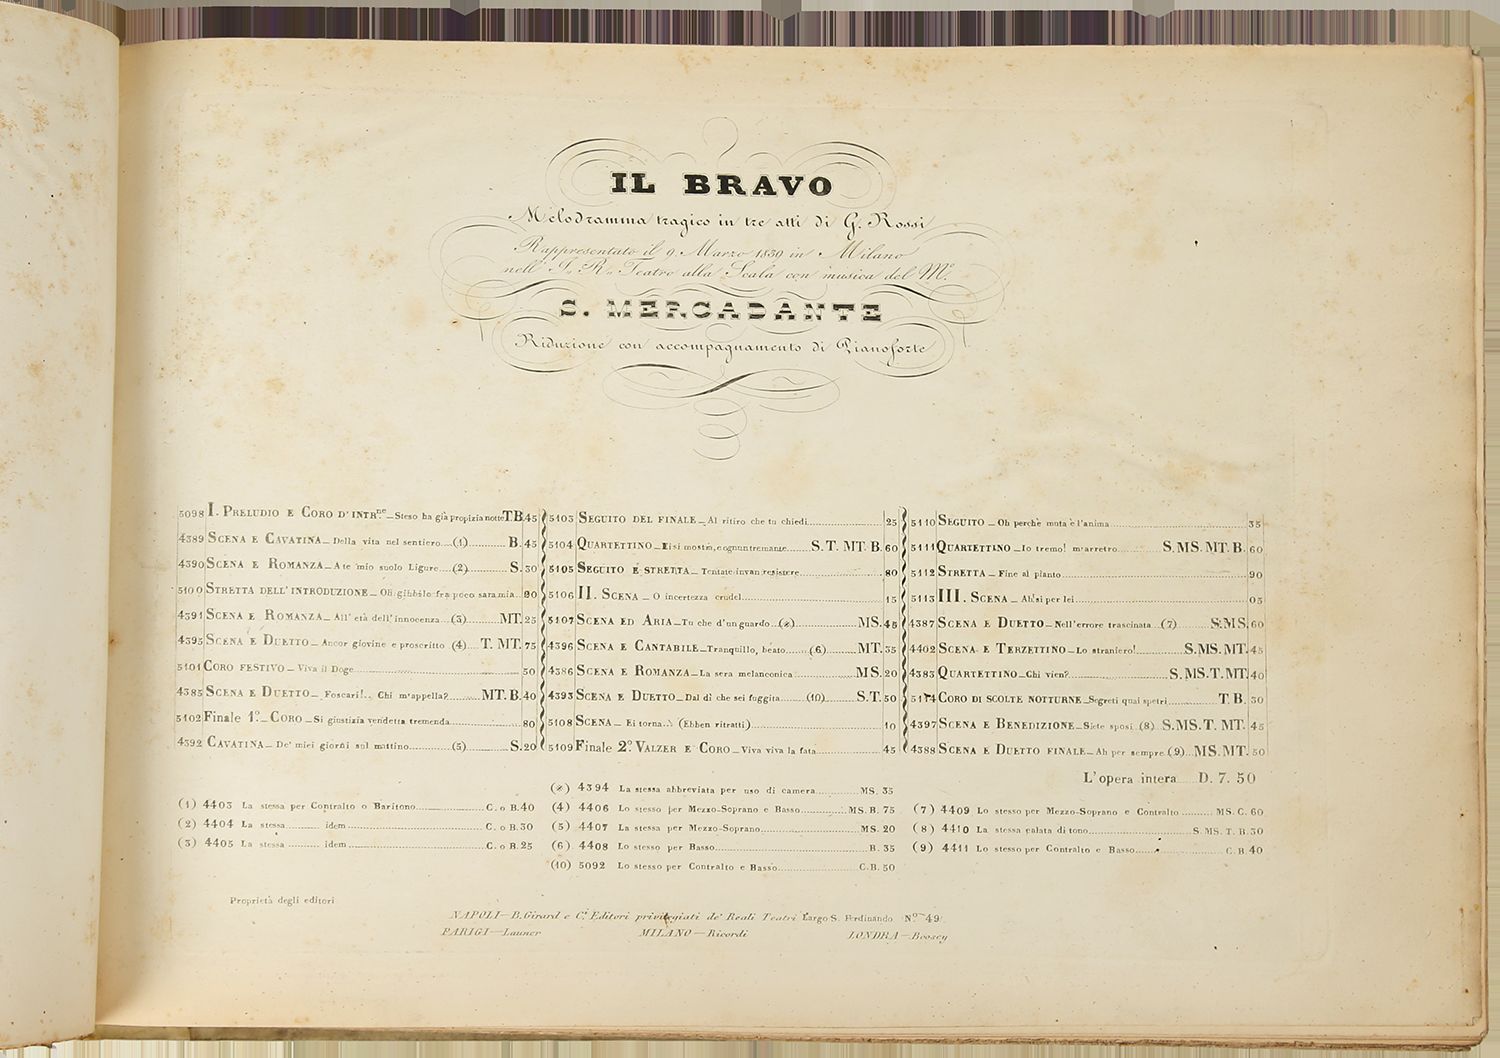 IL BRAVO
Melodramma tragico in tre atti di G. Rossi
Rappresentato il 9 Marzo 1839 in Milano
nell' I. R. Teatro alla Scala con musica del Mº.
S. MERCADANTE
Riduzione con accompagnamento di Pianoforte
5098 I. PRELUDIO E CORO D'INTRne — Steso ha già propizia notte T.B. 45
4389 SCENA E CAVATINA — Della vita nel sentiero (1) B. 45
4390 SCENA E ROMANZA — A te mio suolo Ligure (2) S. 30
5100 STRETTA DELL'INTRODUZIONE — Oh gibbilo fra poco sara mia 20
4391 SCENA E ROMANZA — All' età dell' innocenza (3) MT. 25
4395 SCENA E DUETTO — Ancor giovine e proscritto (4) T. MT. 75
5101 CORO FESTIVO — Viva il Doge 50
4385 SCENA E DUETTO — Foscari!.. Chi m'appella? MT. B. 40
5102 Finale 1º. — CORO — Si giustizia vendetta tremenda 80
4392 CAVATINA — De' miei giorni sul mattino (5) S. 20
5103 SEGUITO DEL FINALE — Al ritiro che tu chiedi 25
5104 QUARTETTINO — Ei si mostrò, e ognun tremante S. T. MT. B. 60
5105 SEGUITO E STRETTA — Tentate invan resistere 80
5106 II. SCENA — O incertezza crudel 15
5107 SCENA ED ARIA — Tu che d'un guardo (*) MS. 45
4396 SCENA E CANTABILE — Tranquillo, beato (6) MT. 35
4386 SCENA E ROMANZA — La sera melanconica MS. 20
4393 SCENA E DUETTO — Dal dì che sei fuggita (10) S. T. 50
5108 SCENA — Ei torna.. (Ebben ritratti) 10
5109 Finale 2º. VALZER E CORO — Viva viva la fata 45
5110 SEGUITO — Oh perchè muta è l'anima 35
5111 QUARTETTINO — Io tremo! m'arretro S. MS. MT. B. 60
5112 STRETTA — Fine al pianto 90
5113 III. SCENA — Ah! si per lei 05
4387 SCENA E DUETTO — Nell'errore trascinata (7) S. MS. 60
4402 SCENA E TERZETTINO — Lo straniero! S. MS. MT. 45
4383 QUARTETTINO — Chi vien? S. MS. T. MT. 40
5114 CORO DI SCOLTE NOTTURNE — Segreti quai spetri T. B. 30
4397 SCENA E BENEDIZIONE — Siete sposi (8) S. MS. T. MT. 45
4388 SCENA E DUETTO FINALE — Ah per sempre (9) MS. MT. 50
L'opera intera D. 7. 50
(1) 4403 La stessa per Contralto o Baritono C. o B. 40
(2) 4404 La stessa idem C. o B. 30
(3) 4405 La stessa idem C. o B. 25
(*) 4394 La stessa abbreviata per uso di camera MS. 35
(4) 4406 Lo stesso per Mezzo-Soprano e Basso MS. B. 75
(5) 4407 La stessa per Mezzo-Soprano MS. 20
(6) 4408 Lo stesso per Basso B. 35
(10) 5092 Lo stesso per Contralto e Basso C. B. 50
(7) 4409 Lo stesso per Mezzo-Soprano e Contralto MS. C. 60
(8) 4410 La stessa calata di tono S. MS. T. B. 30
(9) 4411 Lo stesso per Contralto e Basso C. B. 40
Proprietà degli editori
NAPOLI — B. Girard e C.i Editori privilegiati de' Reali Teatri Largo S. Ferdinando Nº. 49
PARIGI — Launer MILANO — Ricordi LONDRA — Boosey